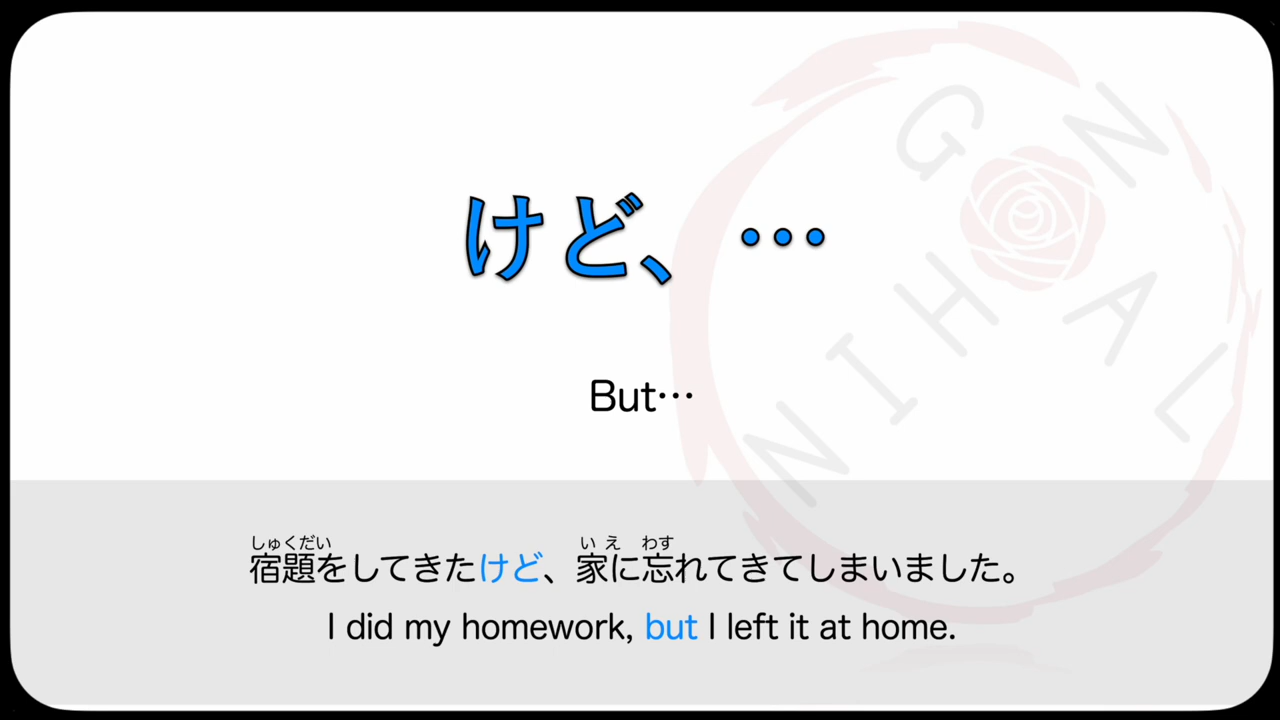 けど、…
But…
しゅくだい いえ わす
宿題をしてきたけど、家に忘れてきてしまいました。
I did my homework, but I left it at home.
NIHON
GAL